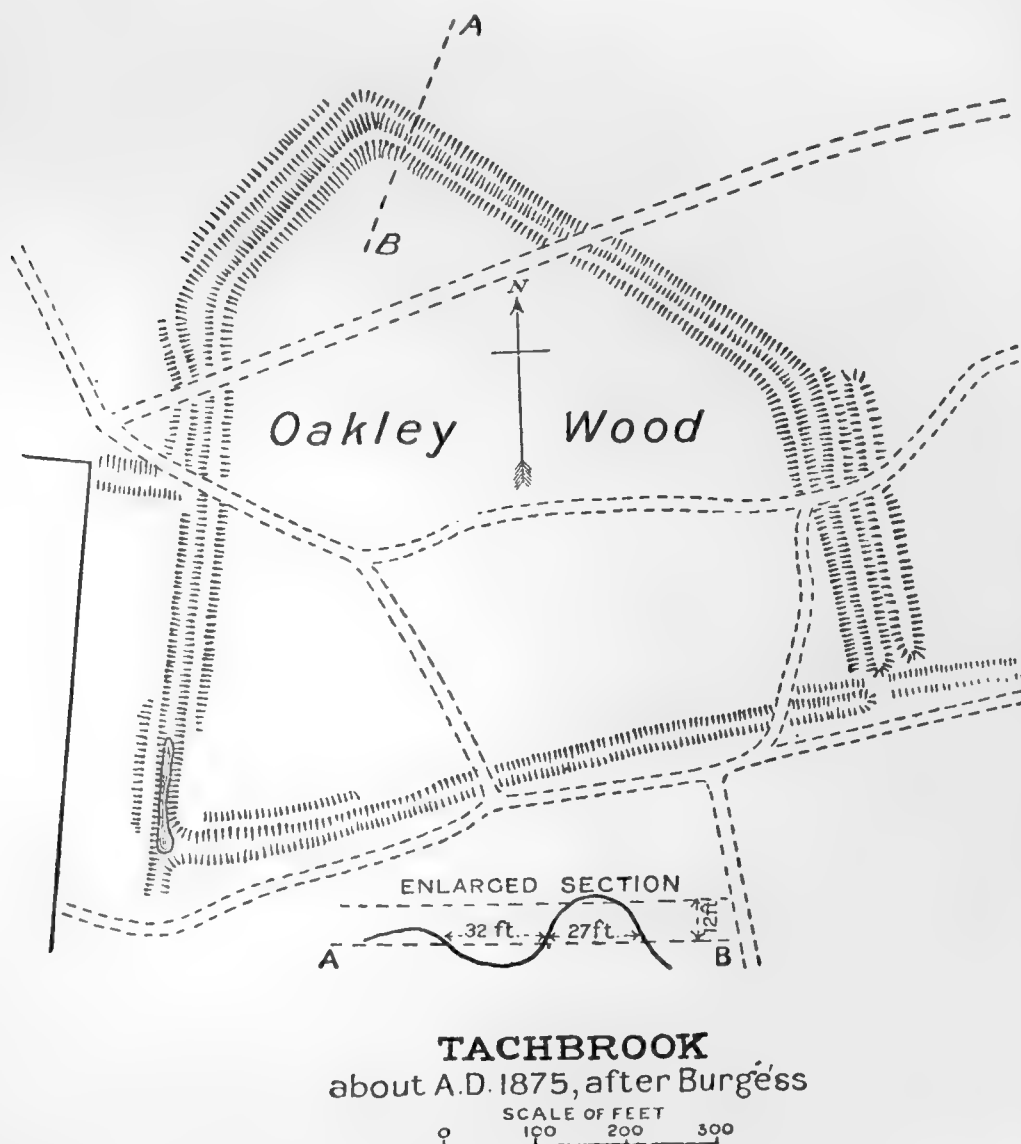 A
B
N
Oakley Wood
ENLARGED SECTION
32 ft. 27ft. 12ft
A B
TACHBROOK
about A.D. 1875, after Burgess
SCALE OF FEET
0 100 200 300